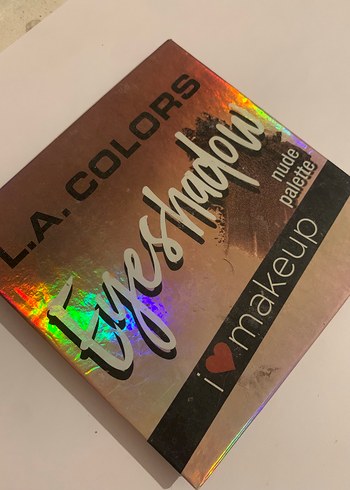 L.A. COLORS
Eyeshadow
nude
palette
i ♥ makeup